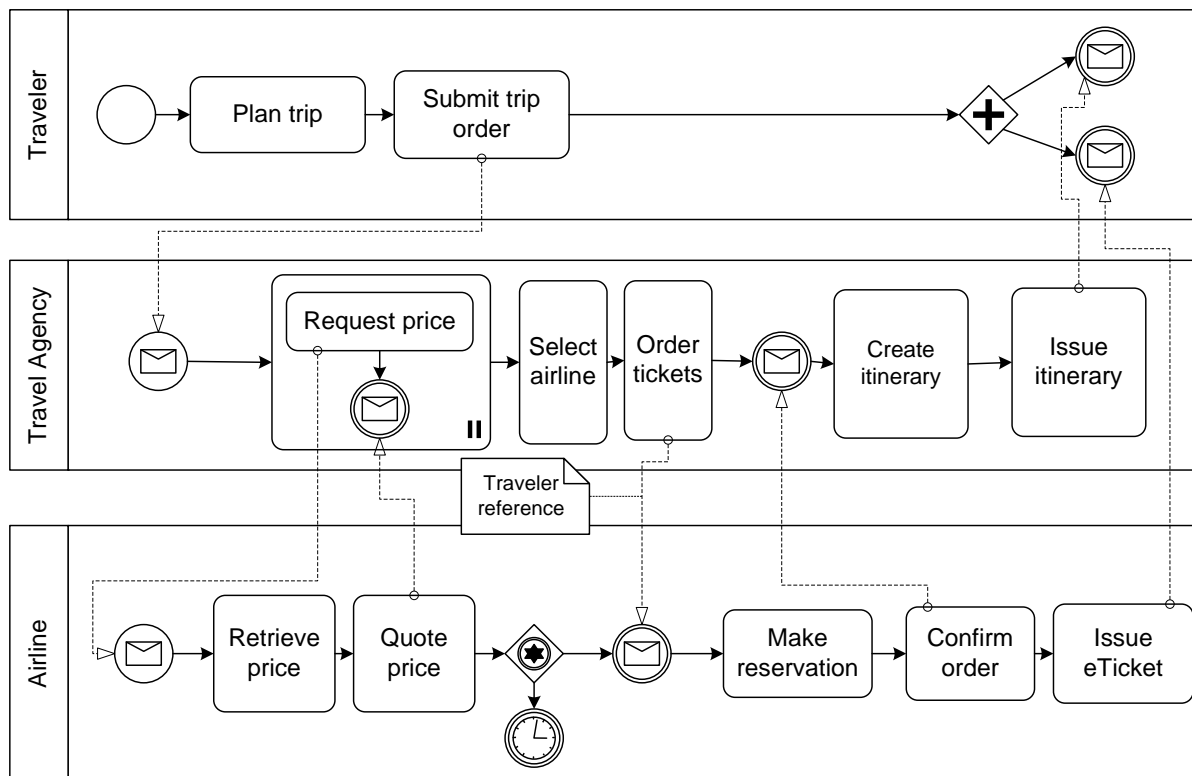 Traveler
Plan trip
Submit trip
order
Travel Agency
Request price
Select
airline
Order
tickets
Create
itinerary
Issue
itinerary
Traveler
reference
Airline
Retrieve
price
Quote
price
Make
reservation
Confirm
order
Issue
eTicket